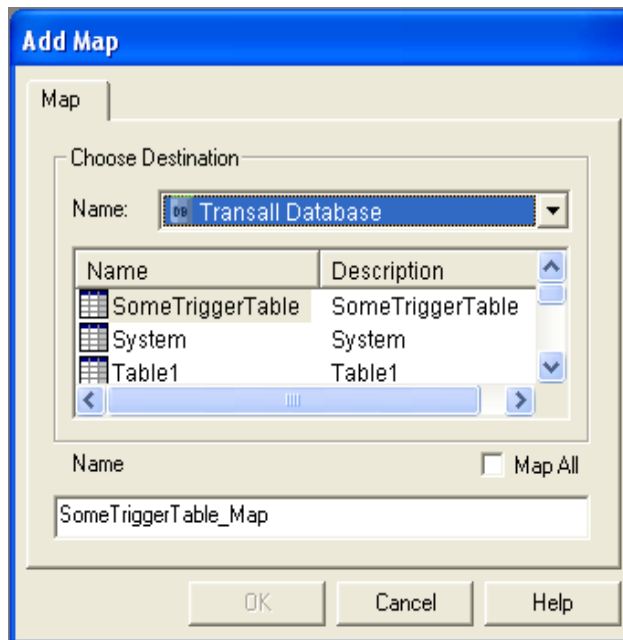 Add Map
Map
Choose Destination
Name: DB Transall Database
Name Description
SomeTriggerTable SomeTriggerTable
System System
Table1 Table1
Name Map All
SomeTriggerTable_Map
OK Cancel Help